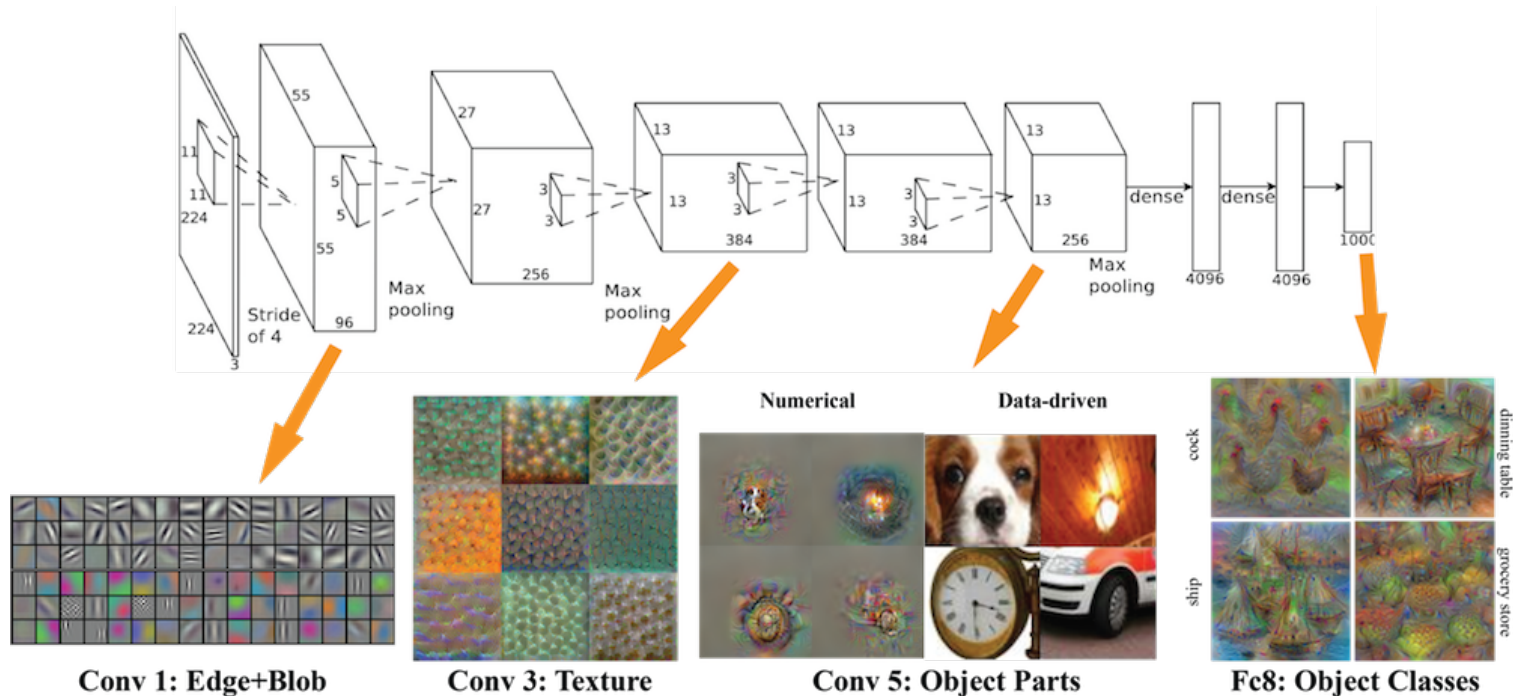 11
11
224
224
3
Stride
of 4
55
55
5
5
96
Max
pooling
27
27
3
3
256
Max
pooling
13
13
3
3
384
13
3
3
384
13
13
256
Max
pooling
dense
4096
dense
4096
1000
Numerical
Data-driven
cock
dinning table
ship
grocery store
Conv 1: Edge+Blob
Conv 3: Texture
Conv 5: Object Parts
Fc8: Object Classes